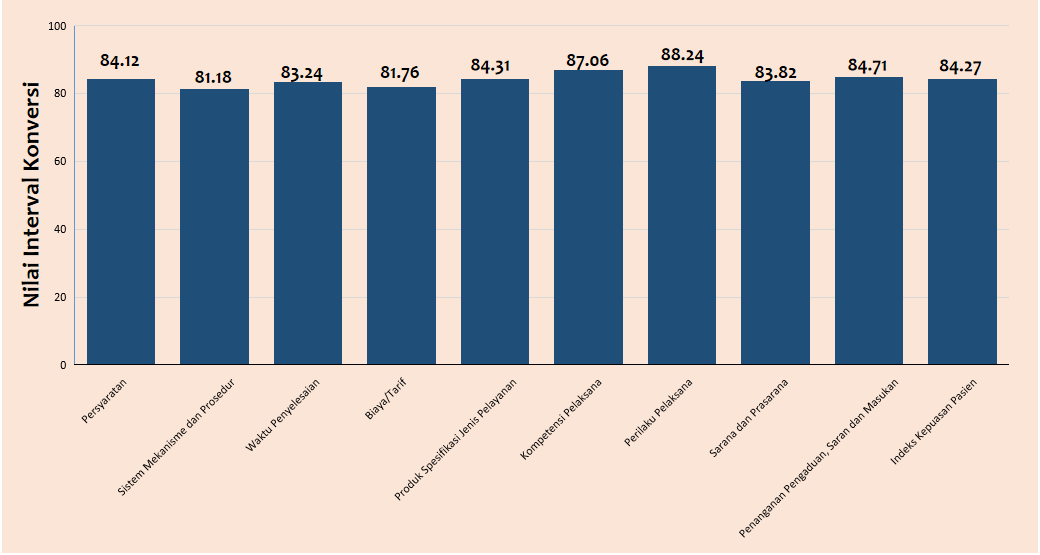 Nilai Interval Konversi
100
80
60
40
20
0
84.12
81.18
83.24
81.76
84.31
87.06
88.24
83.82
84.71
84.27
Persyaratan
Sistem Mekanisme dan Prosedur
Waktu Penyelesaian
Biaya/Tarif
Produk Spesifikasi Jenis Pelayanan
Kompetensi Pelaksana
Perilaku Pelaksana
Sarana dan Prasarana
Penanganan Pengaduan, Saran dan Masukan
Indeks Kepuasan Pasien